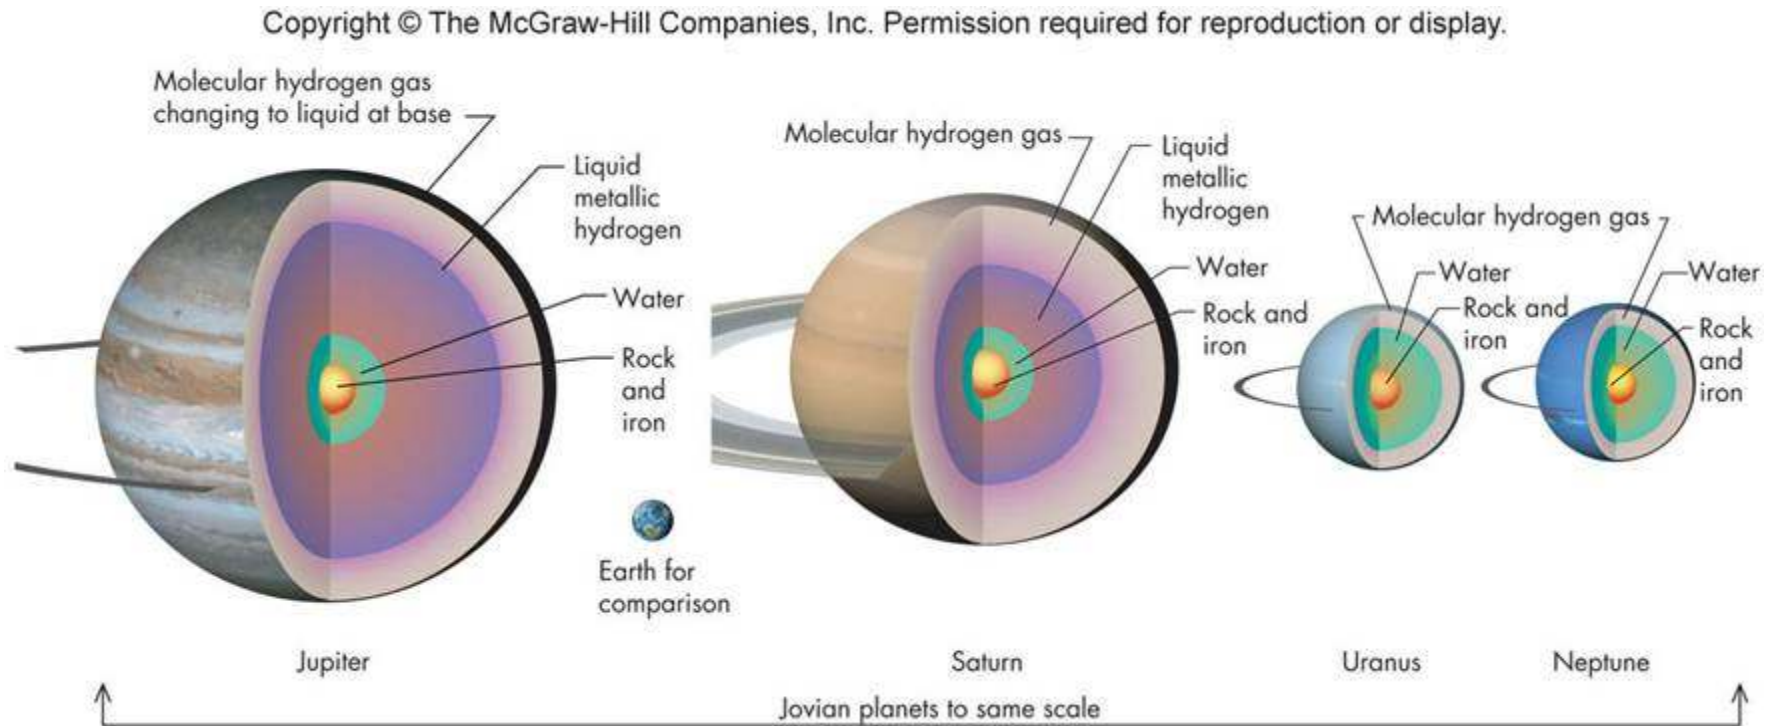 Copyright © The McGraw-Hill Companies, Inc. Permission required for reproduction or display.
Molecular hydrogen gas
changing to liquid at base
Liquid
metallic
hydrogen
Water
Rock
and
iron
Earth for
comparison
Molecular hydrogen gas
Liquid
metallic
hydrogen
Water
Rock and
iron
Molecular hydrogen gas
Water
Rock and
iron
Water
Rock
and
iron
Jupiter
Saturn
Uranus
Neptune
Jovian planets to same scale